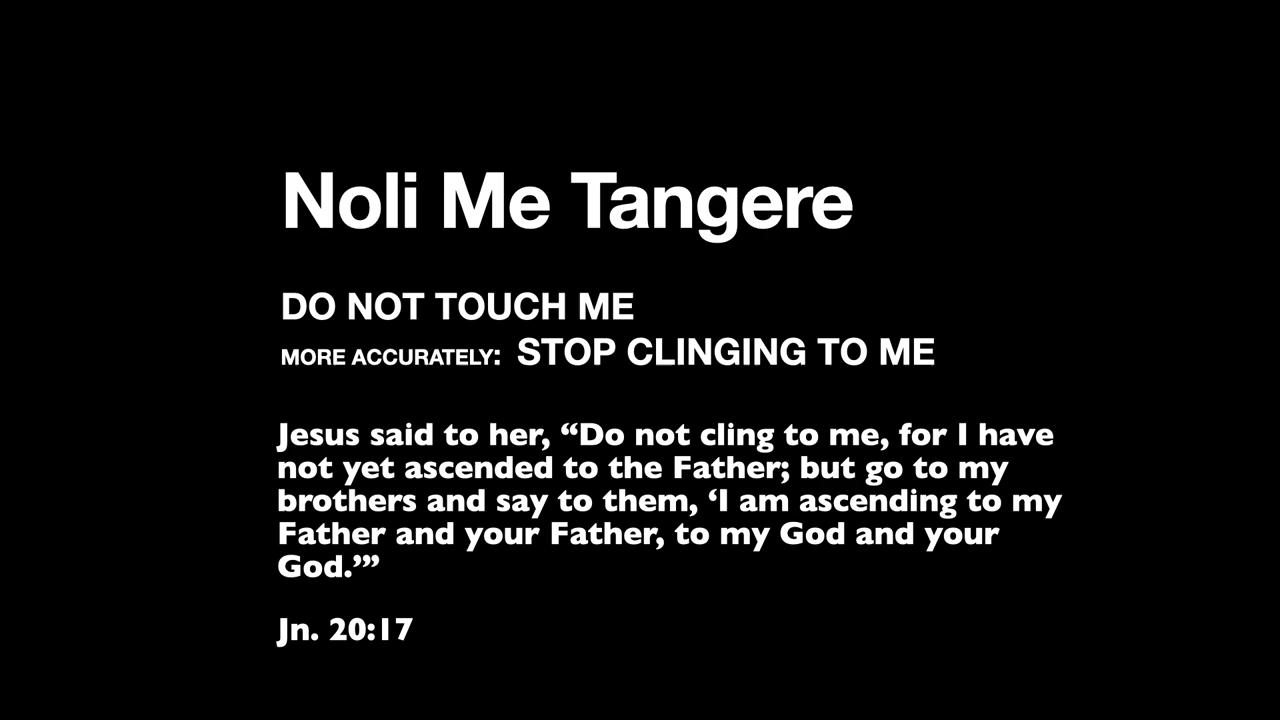 Noli Me Tangere
DO NOT TOUCH ME
MORE ACCURATELY: STOP CLINGING TO ME
Jesus said to her, “Do not cling to me, for I have
not yet ascended to the Father; but go to my
brothers and say to them, ‘I am ascending to my
Father and your Father, to my God and your
God.’”
Jn. 20:17